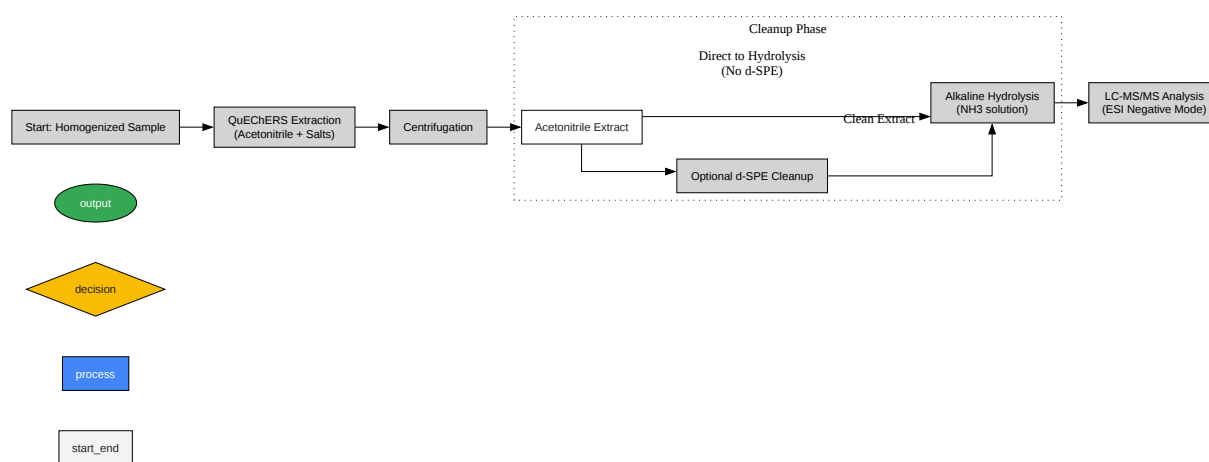 Cleanup Phase
Direct to Hydrolysis
(No d-SPE)
Start: Homogenized Sample
QuEChERS Extraction
(Acetonitrile + Salts)
Centrifugation
Acetonitrile Extract
Clean Extract
Optional d-SPE Cleanup
Alkaline Hydrolysis
(NH3 solution)
LC-MS/MS Analysis
(ESI Negative Mode)
output
decision
process
start_end